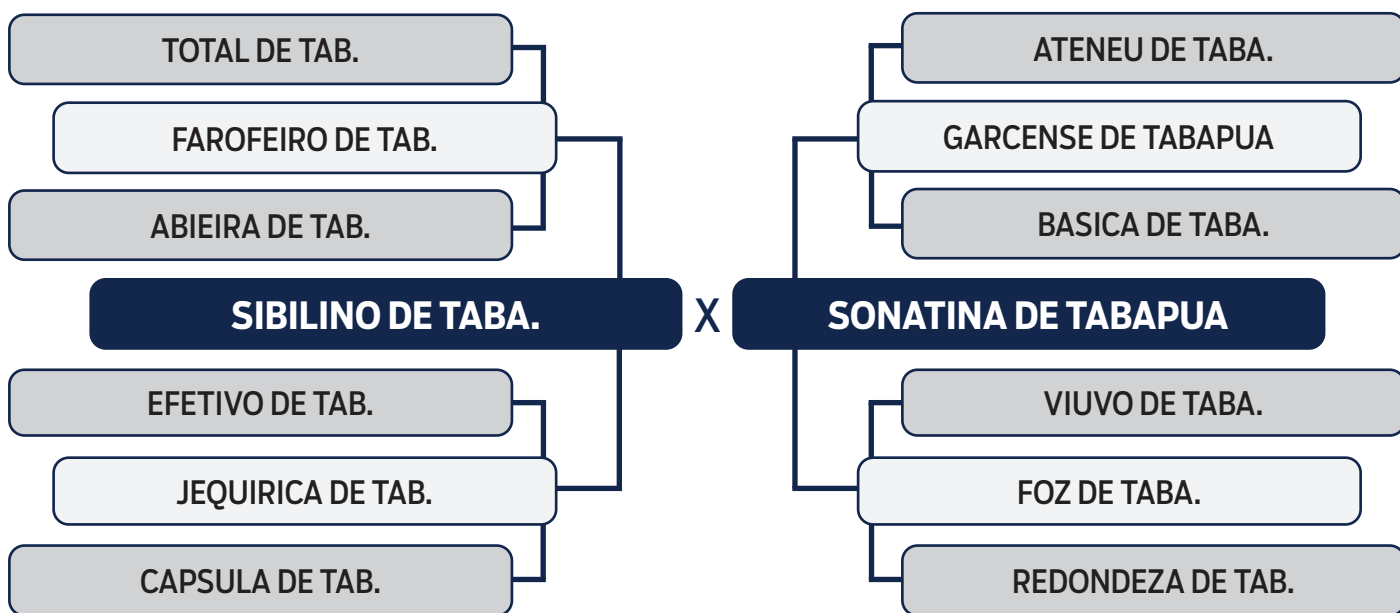 TOTAL DE TAB.
FAROFEIRO DE TAB.
ABIEIRA DE TAB.
SIBILINO DE TABA.
EFETIVO DE TAB.
JEQUIRICA DE TAB.
CAPSULA DE TAB.
X
ATENEU DE TABA.
GARCENSE DE TABAPUA
BASICA DE TABA.
SONATINA DE TABAPUA
VIUVO DE TABA.
FOZ DE TABA.
REDONDEZA DE TAB.